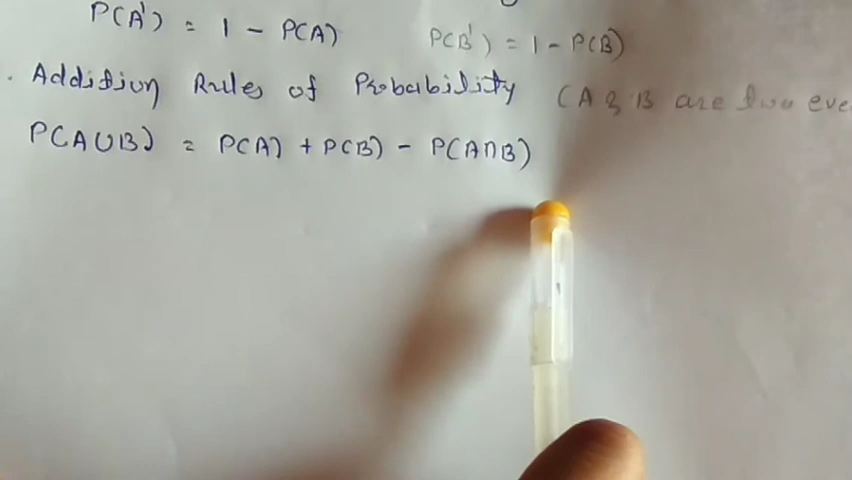 P(A') = 1 - P(A) P(B') = 1 - P(B)
. Addition Rules of Probability (A & B are two eve
P(A∪B) = P(A) + P(B) - P(A∩B)